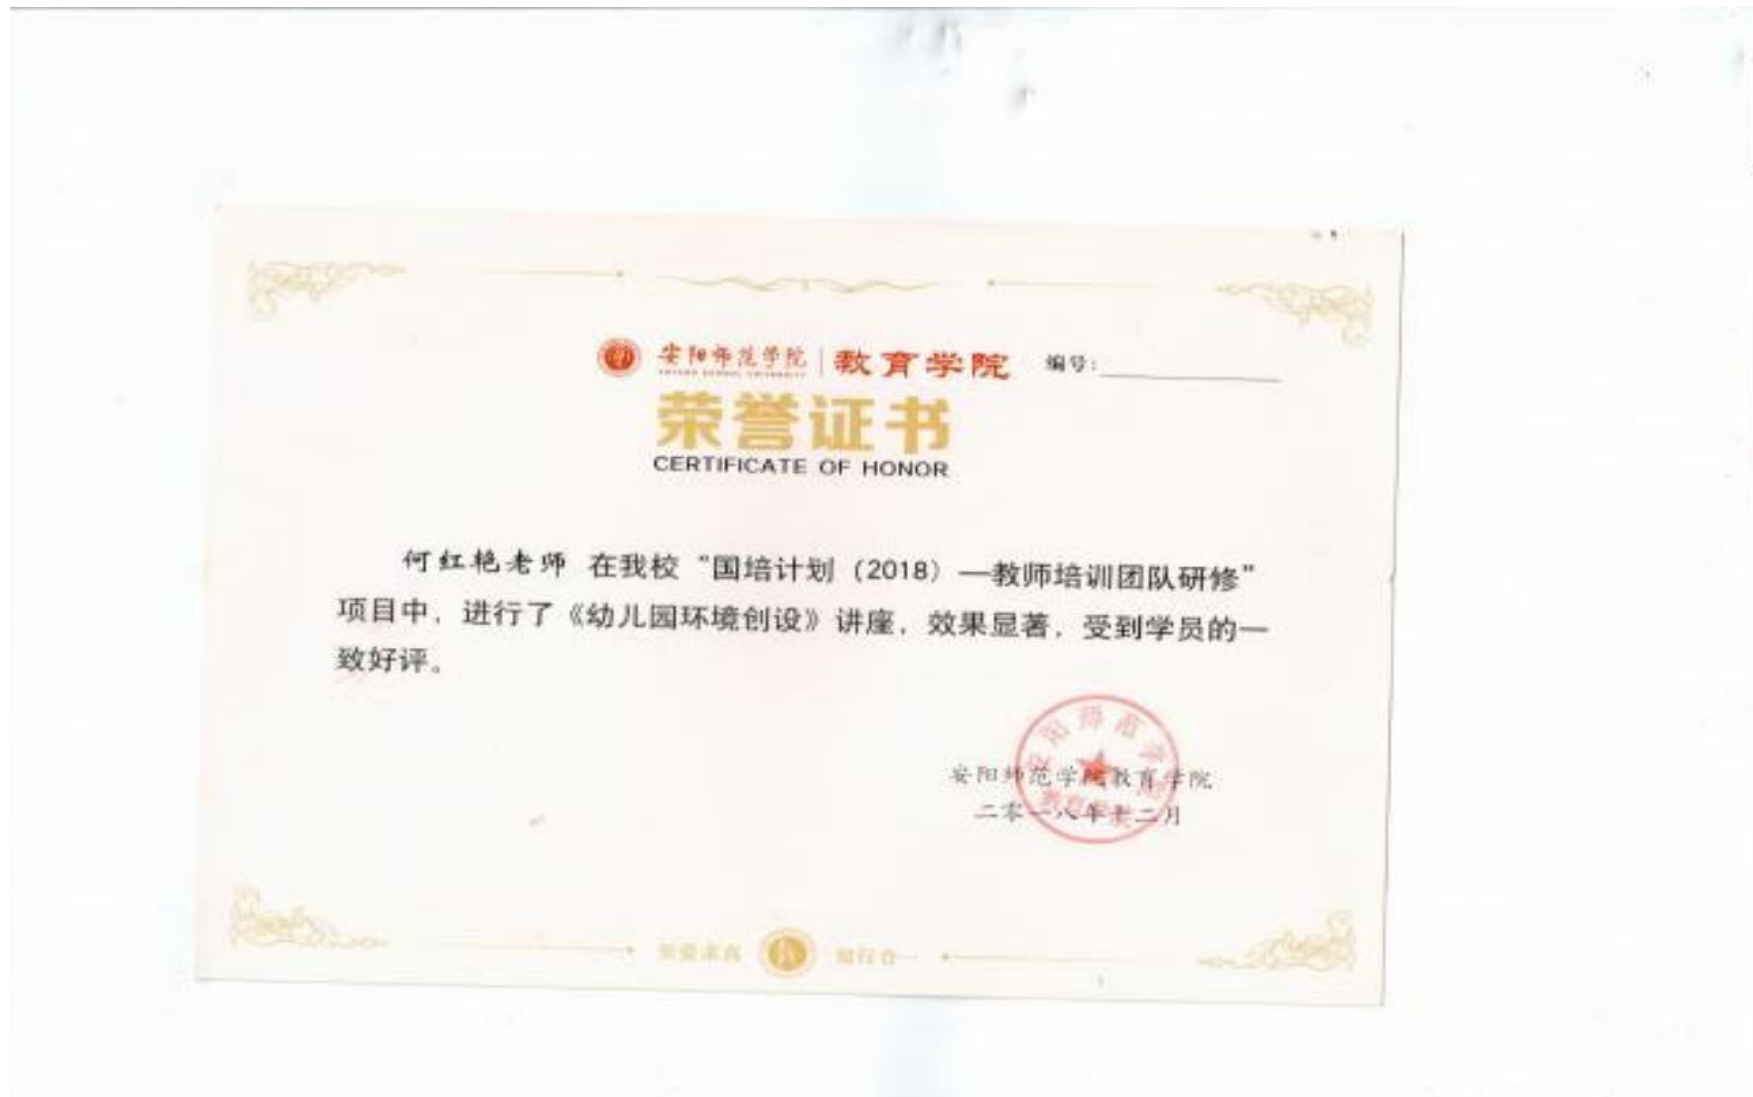 安阳师范学院 教育学院 编号:
荣誉证书
CERTIFICATE OF HONOR
何红艳老师 在我校“国培计划（2018）—教师培训团队研修”
项目中，进行了《幼儿园环境创设》讲座，效果显著，受到学员的一
致好评。
安阳师范学院教育学院
二零一八年十二月